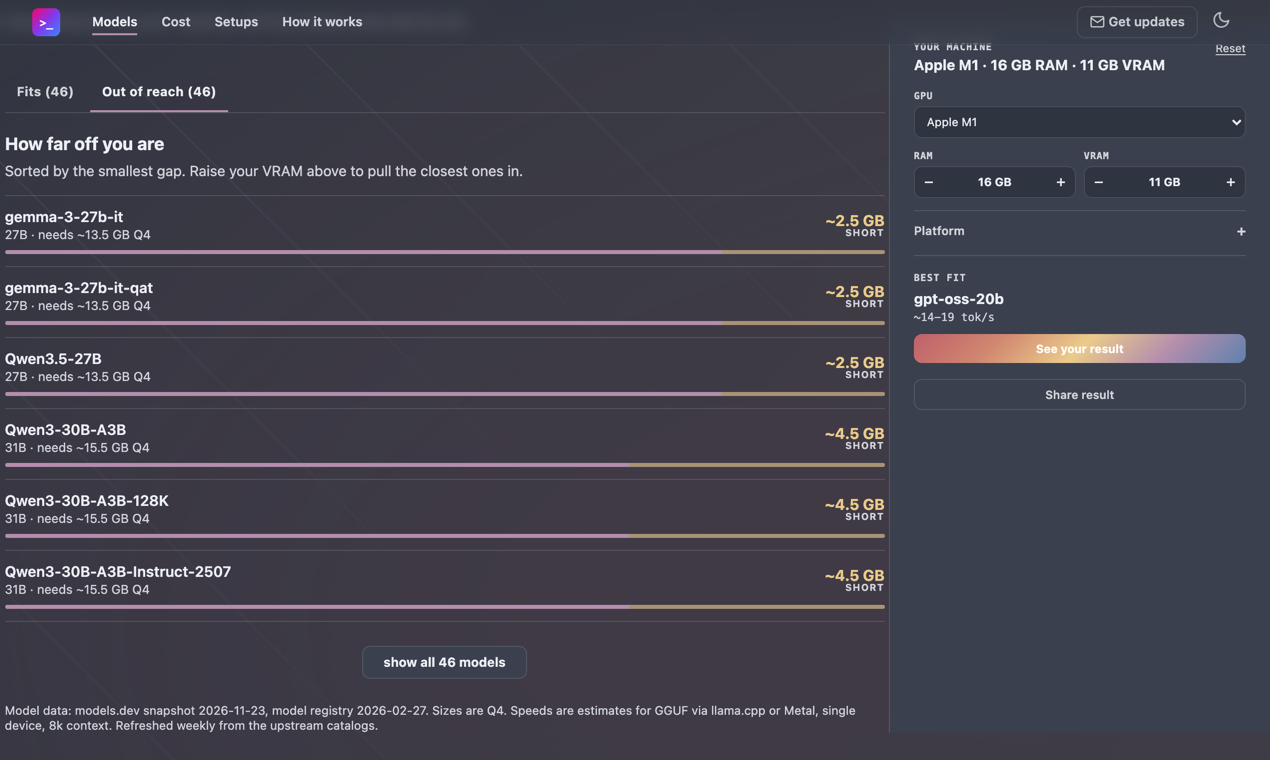 >_
Models
Cost
Setups
How it works
Get updates
Fits (46)
Out of reach (46)
How far off you are
Sorted by the smallest gap. Raise your VRAM above to pull the closest ones in.
gemma-3-27b-it
27B · needs ~13.5 GB Q4
~2.5 GB
SHORT
gemma-3-27b-it-qat
27B · needs ~13.5 GB Q4
~2.5 GB
SHORT
Qwen3.5-27B
27B · needs ~13.5 GB Q4
~2.5 GB
SHORT
Qwen3-30B-A3B
31B · needs ~15.5 GB Q4
~4.5 GB
SHORT
Qwen3-30B-A3B-128K
31B · needs ~15.5 GB Q4
~4.5 GB
SHORT
Qwen3-30B-A3B-Instruct-2507
31B · needs ~15.5 GB Q4
~4.5 GB
SHORT
show all 46 models
Model data: models.dev snapshot 2026-11-23, model registry 2026-02-27. Sizes are Q4. Speeds are estimates for GGUF via llama.cpp or Metal, single
device, 8k context. Refreshed weekly from the upstream catalogs.
YOUR MACHINE
Reset
Apple M1 · 16 GB RAM · 11 GB VRAM
GPU
Apple M1
RAM
VRAM
− 16 GB +
− 11 GB +
Platform +
BEST FIT
gpt-oss-20b
~14–19 tok/s
See your result
Share result